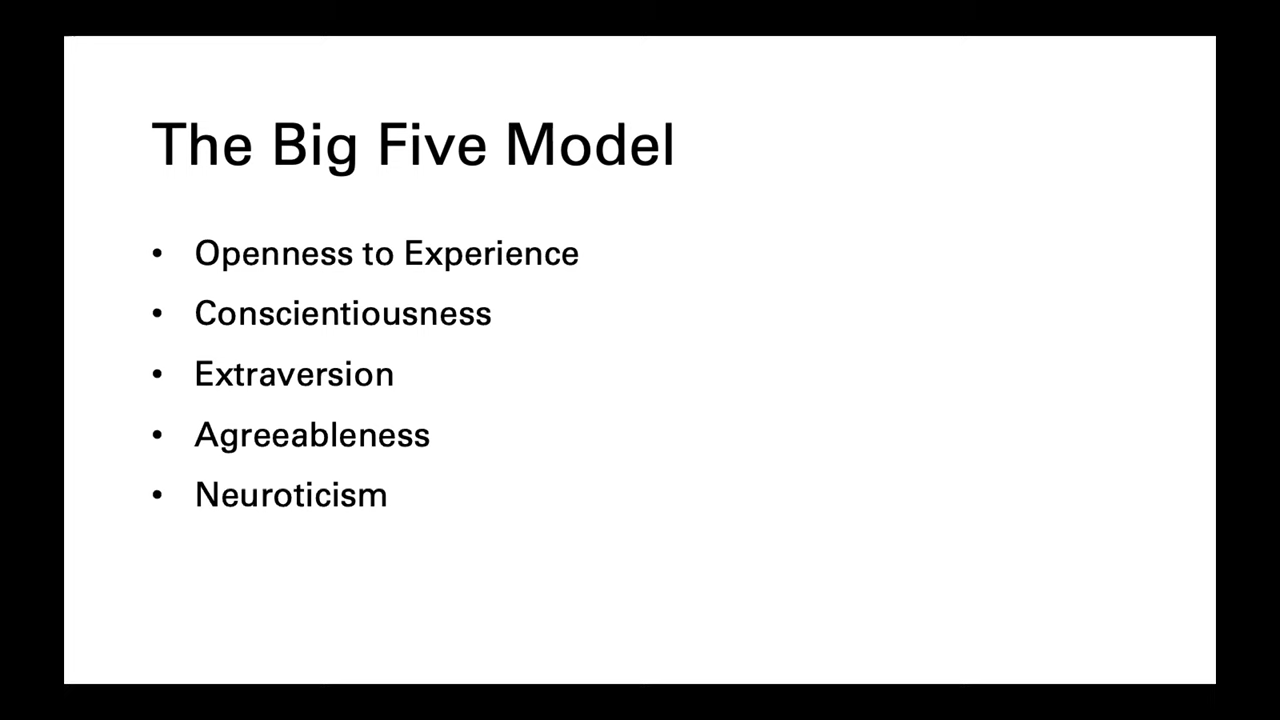 The Big Five Model
• Openness to Experience
• Conscientiousness
• Extraversion
• Agreeableness
• Neuroticism